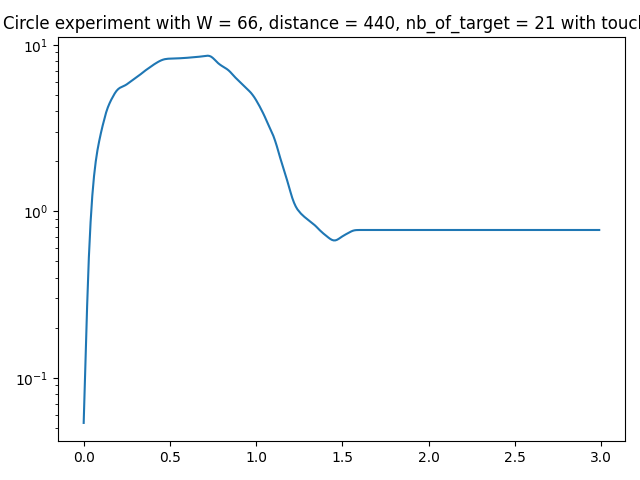 Circle experiment with W = 66, distance = 440, nb_of_target = 21 with touc
10¹
10⁰
10⁻¹
0.0 0.5 1.0 1.5 2.0 2.5 3.0